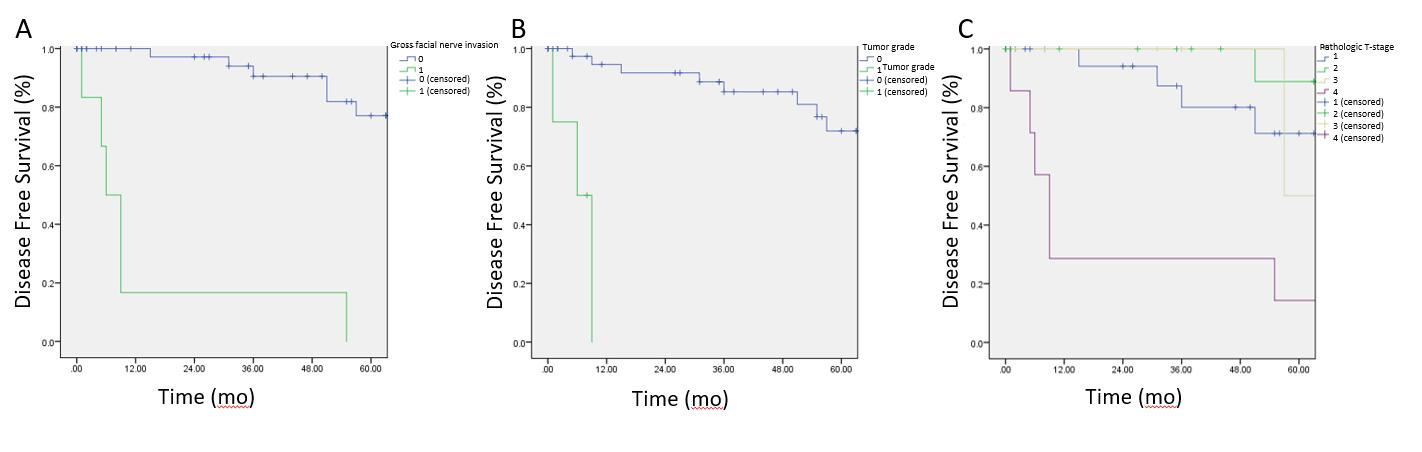 A
Disease Free Survival (%)
1.0
0.8
0.6
0.4
0.2
0.0
.00 12.00 24.00 36.00 48.00 60.00
Time (mo)
Gross facial nerve invasion
0
1
0 (censored)
1 (censored)
B
Disease Free Survival (%)
1.0
0.8
0.6
0.4
0.2
0.0
.00 12.00 24.00 36.00 48.00 60.00
Time (mo)
Tumor grade
0
1 Tumor grade
0 (censored)
1 (censored)
C
Disease Free Survival (%)
1.0
0.8
0.6
0.4
0.2
0.0
.00 12.00 24.00 36.00 48.00 60.00
Time (mo)
Pathologic T-stage
1
2
3
4
1 (censored)
2 (censored)
3 (censored)
4 (censored)